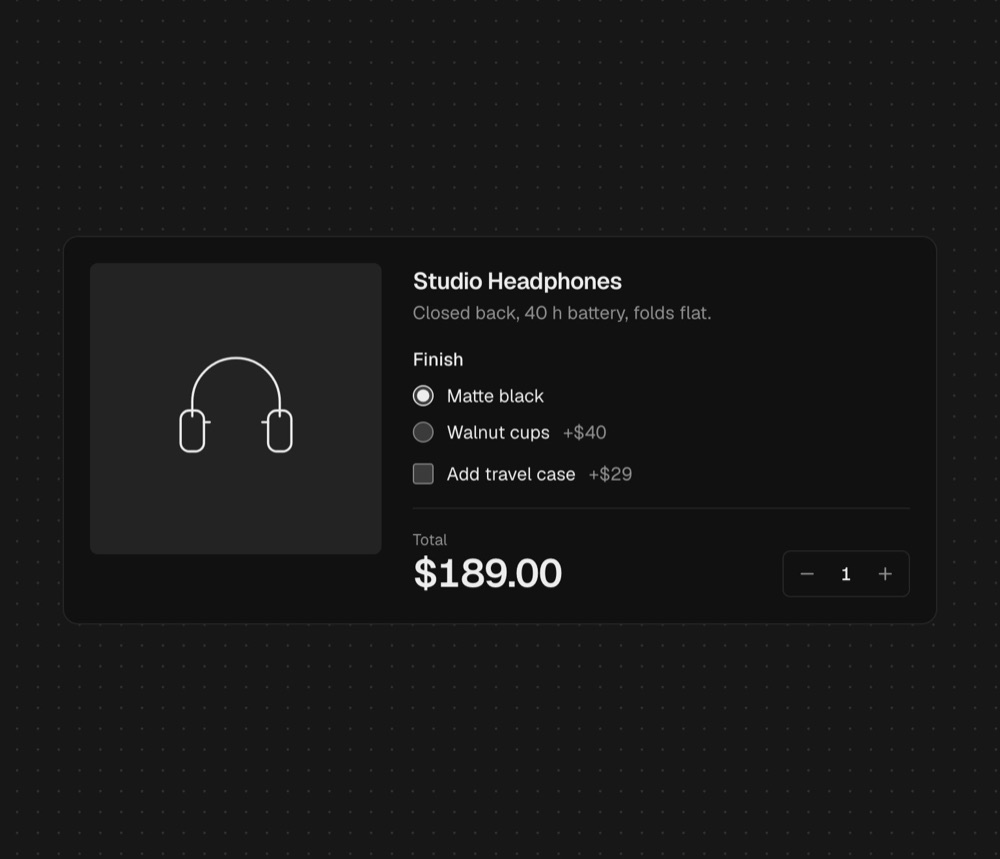 Studio Headphones
Closed back, 40 h battery, folds flat.
Finish
Matte black
Walnut cups +$40
Add travel case +$29
Total
$189.00
− 1 +